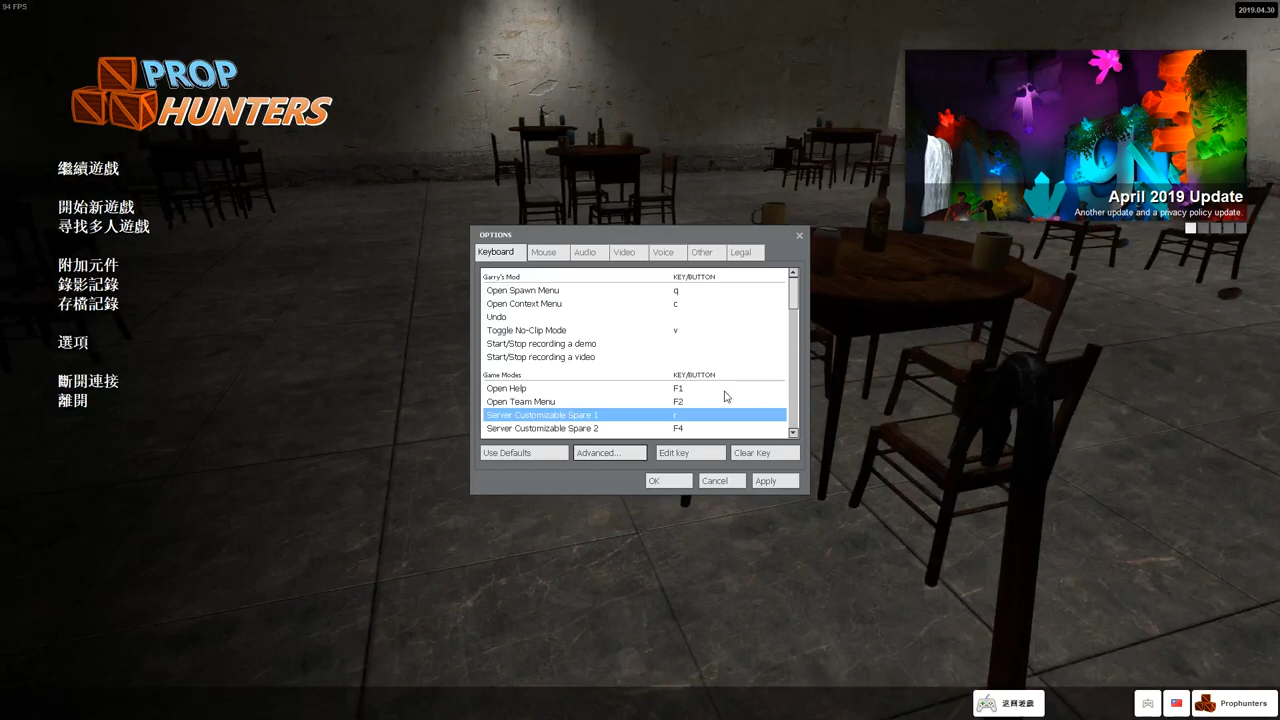 94 FPS
2019.04.30
PROP
HUNTERS
繼續遊戲
開始新遊戲
尋找多人遊戲
附加元件
錄影記錄
存檔記錄
選項
斷開連接
離開
April 2019 Update
Another update and a privacy policy update.
OPTIONS
Keyboard Mouse Audio Video Voice Other Legal
Garry's Mod KEY/BUTTON
Open Spawn Menu q
Open Context Menu c
Undo
Toggle No-Clip Mode v
Start/Stop recording a demo
Start/Stop recording a video
Game Modes KEY/BUTTON
Open Help F1
Open Team Menu F2
Server Customizable Spare 1 r
Server Customizable Spare 2 F4
Use Defaults Advanced... Edit key Clear Key
OK Cancel Apply
返回遊戲
Prophunters